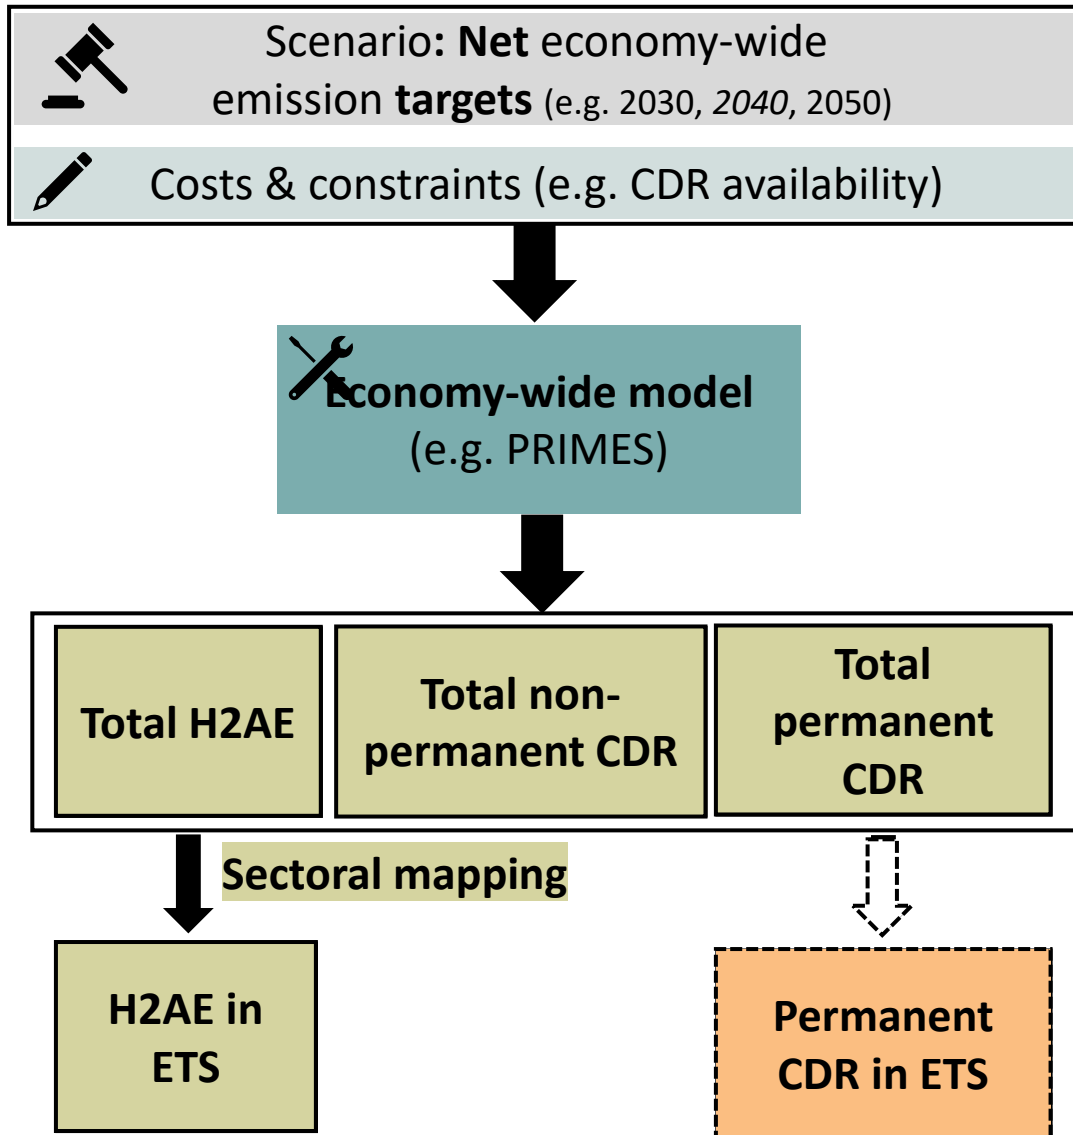 Scenario: Net economy-wide
emission targets (e.g. 2030, 2040, 2050)
Costs & constraints (e.g. CDR availability)
Economy-wide model
(e.g. PRIMES)
Total H2AE
Total non-
permanent CDR
Total
permanent
CDR
Sectoral mapping
H2AE in
ETS
Permanent
CDR in ETS